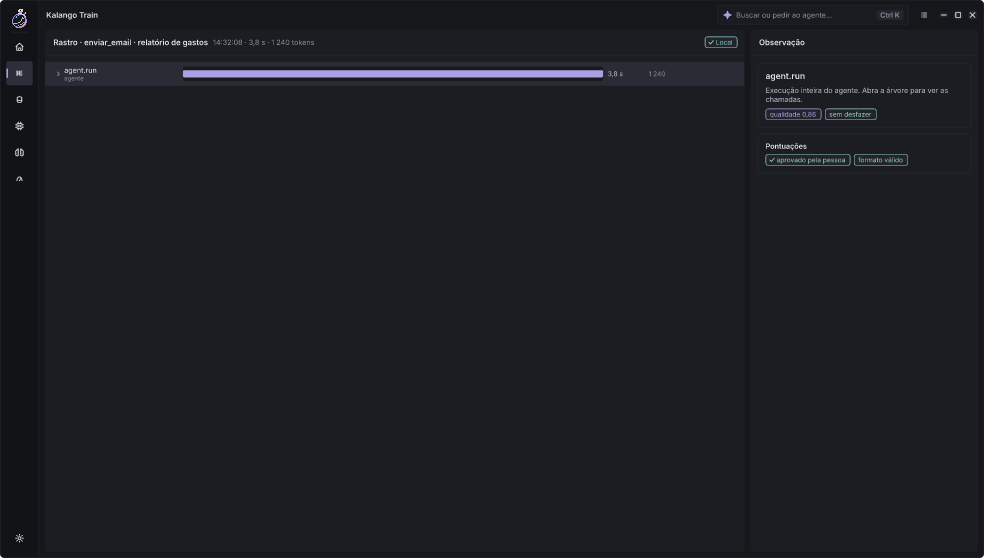 Kalango Train
Buscar ou pedir ao agente...
Ctrl K
Rastro · enviar_email · relatório de gastos 14:32:08 · 3,8 s · 1 240 tokens
Local
agent.run
agente
3,8 s
1 240
Observação
agent.run
Execução inteira do agente. Abra a árvore para ver as
chamadas.
qualidade 0,86
sem desfazer
Pontuações
aprovado pela pessoa
formato válido